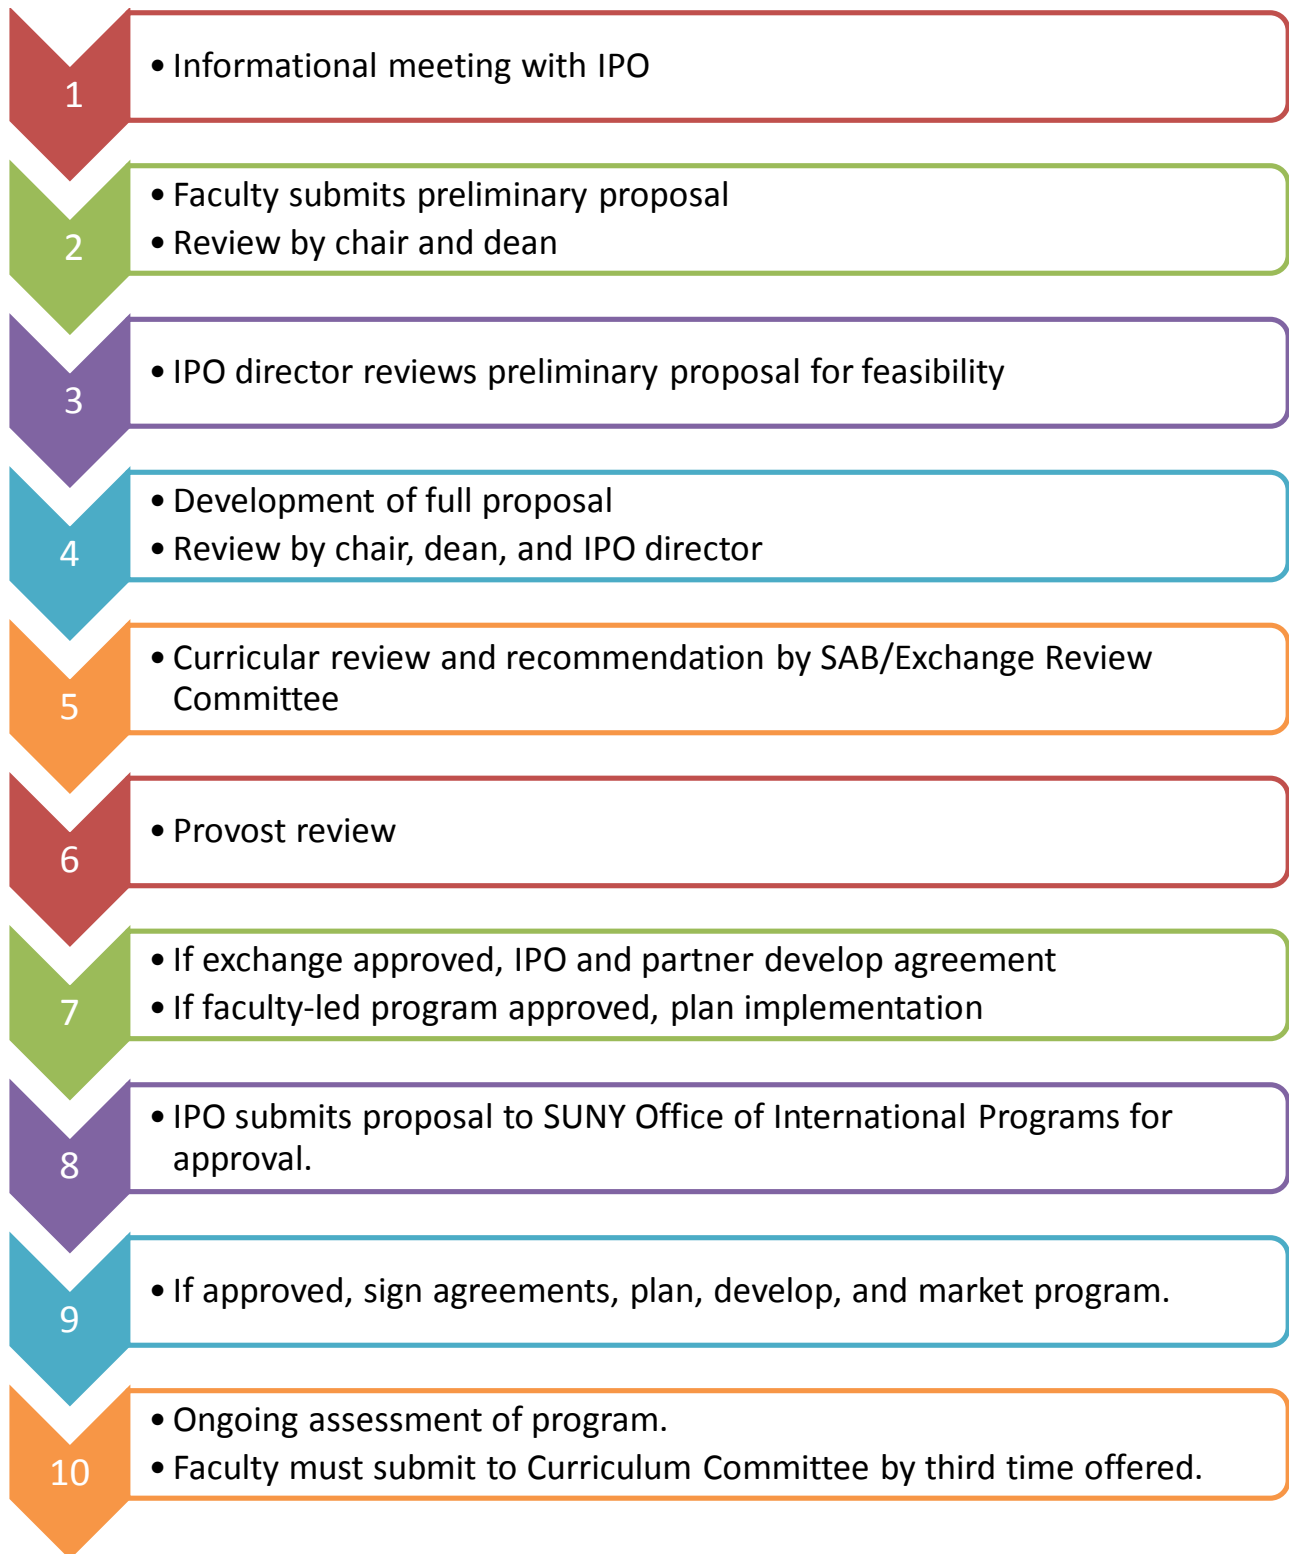 1
• Informational meeting with IPO
2
• Faculty submits preliminary proposal
• Review by chair and dean
3
• IPO director reviews preliminary proposal for feasibility
4
• Development of full proposal
• Review by chair, dean, and IPO director
5
• Curricular review and recommendation by SAB/Exchange Review
Committee
6
• Provost review
7
• If exchange approved, IPO and partner develop agreement
• If faculty-led program approved, plan implementation
8
• IPO submits proposal to SUNY Office of International Programs for
approval.
9
• If approved, sign agreements, plan, develop, and market program.
10
• Ongoing assessment of program.
• Faculty must submit to Curriculum Committee by third time offered.